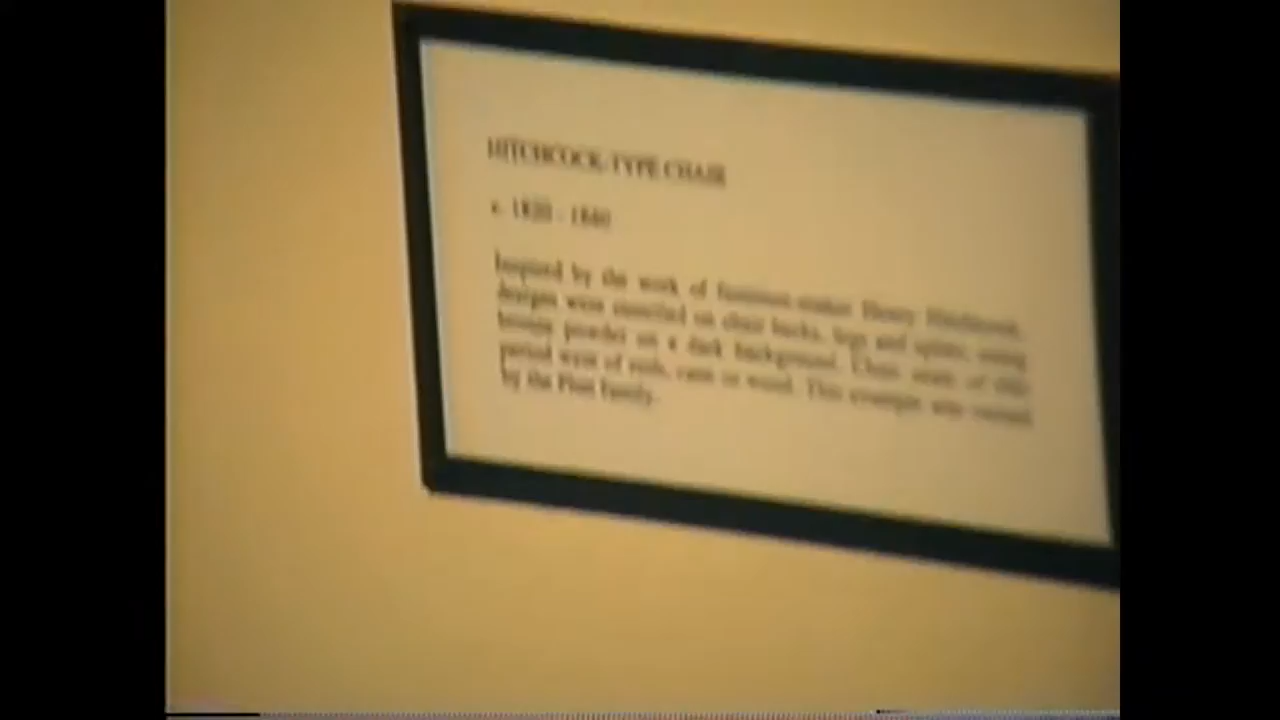 HITCHCOCK-TYPE CHAIR
c. 1820 - 1840
Inspired by the work of furniture-maker Henry Hitchcock,
designs were stencilled on chair backs, legs and splats, using
bronze powder on a dark background. Chair seats of this
period were of rush, cane or wood. This example was owned
by the Platt family.